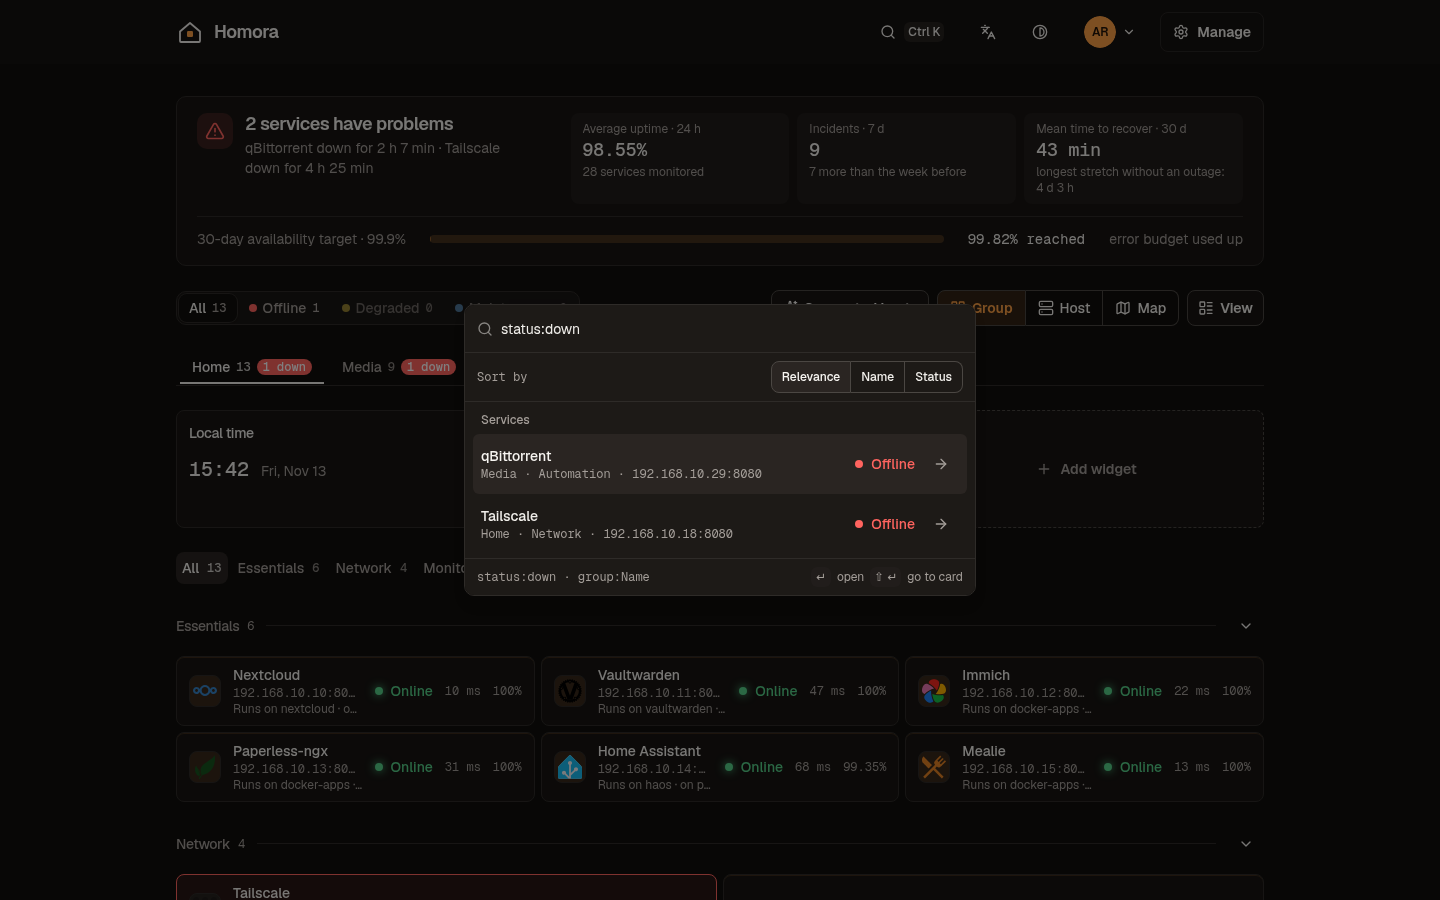 Homora
Ctrl K
AR
Manage
2 services have problems
qBittorrent down for 2 h 7 min · Tailscale
down for 4 h 25 min
Average uptime · 24 h
98.55%
28 services monitored
Incidents · 7 d
9
7 more than the week before
Mean time to recover · 30 d
43 min
longest stretch without an outage:
4 d 3 h
30-day availability target · 99.9%
99.82% reached
error budget used up
All 13
Offline 1
Degraded 0
Group
Host
Map
View
status:down
Sort by
Relevance
Name
Status
Home 13 1 down
Media 9 1 down
Services
qBittorrent
Media · Automation · 192.168.10.29:8080
Offline
Tailscale
Home · Network · 192.168.10.18:8080
Offline
status:down · group:Name
↵ open ⇧ ↵ go to card
Local time
15:42 Fri, Nov 13
Add widget
All 13
Essentials 6
Network 4
Essentials 6
Nextcloud
192.168.10.10:80…
Runs on nextcloud · o…
Online 10 ms 100%
Vaultwarden
192.168.10.11:80…
Runs on vaultwarden ·…
Online 47 ms 100%
Immich
192.168.10.12:80…
Runs on docker-apps ·…
Online 22 ms 100%
Paperless-ngx
192.168.10.13:80…
Runs on docker-apps ·…
Online 31 ms 100%
Home Assistant
192.168.10.14:…
Runs on haos · on p…
Online 68 ms 99.35%
Mealie
192.168.10.15:80…
Runs on docker-apps ·…
Online 13 ms 100%
Network 4
Tailscale